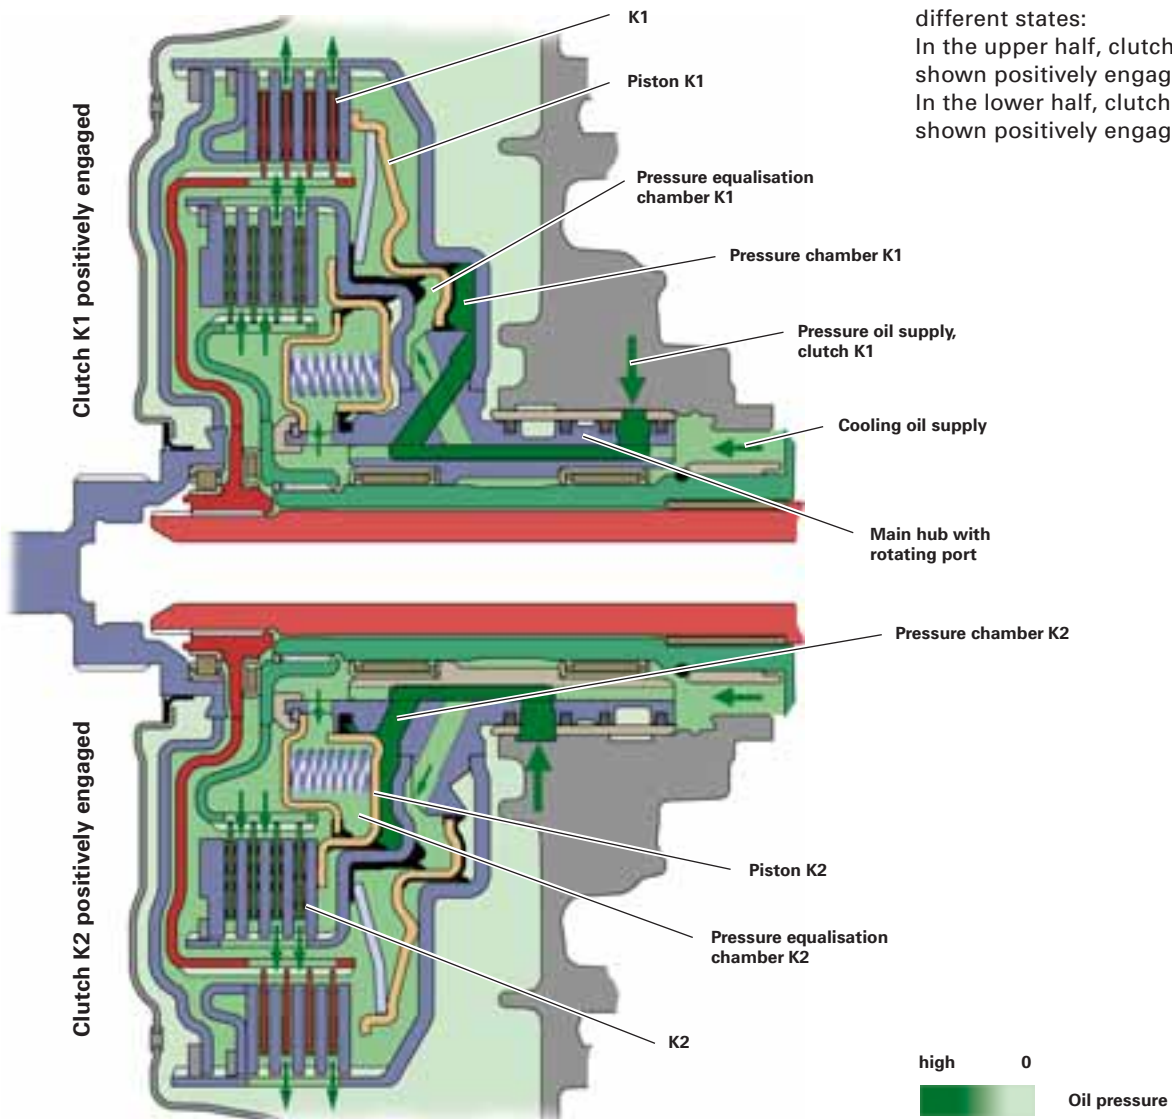 different states:
In the upper half, clutch
shown positively engag
In the lower half, clutch
shown positively engag
K1
Piston K1
Clutch K1 positively engaged
Pressure equalisation
chamber K1
Pressure chamber K1
Pressure oil supply,
clutch K1
Cooling oil supply
Main hub with
rotating port
Pressure chamber K2
Clutch K2 positively engaged
Piston K2
Pressure equalisation
chamber K2
K2
high 0
Oil pressure